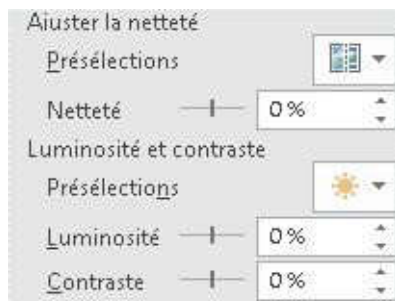 Ajuster la netteté
Présélections
Netteté 0 %
Luminosité et contraste
Présélections
Luminosité 0 %
Contraste 0 %